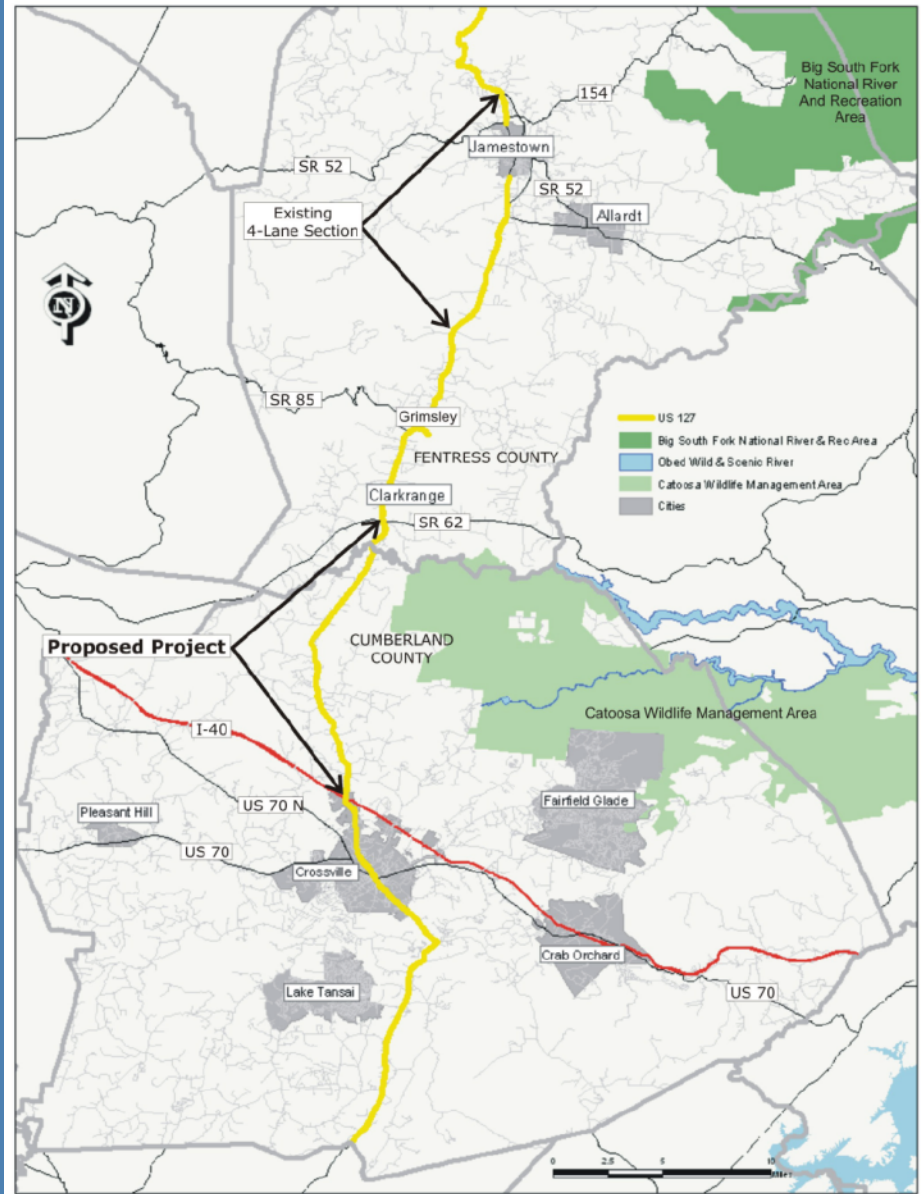 Big South Fork
National River
And Recreation
Area
154
Jamestown
SR 52
SR 52
Allardt
Existing
4-Lane Section
N
SR 85
Grimsley
FENTRESS COUNTY
Clarkrange
SR 62
US 127
Big South Fork National River & Rec Area
Obed Wild & Scenic River
Catoosa Wildlife Management Area
Cities
Proposed Project
CUMBERLAND
COUNTY
Catoosa Wildlife Management Area
I-40
US 70 N
Pleasant Hill
Fairfield Glade
US 70
Crossville
Crab Orchard
Lake Tansai
US 70
0 2.5 5 10
Miles